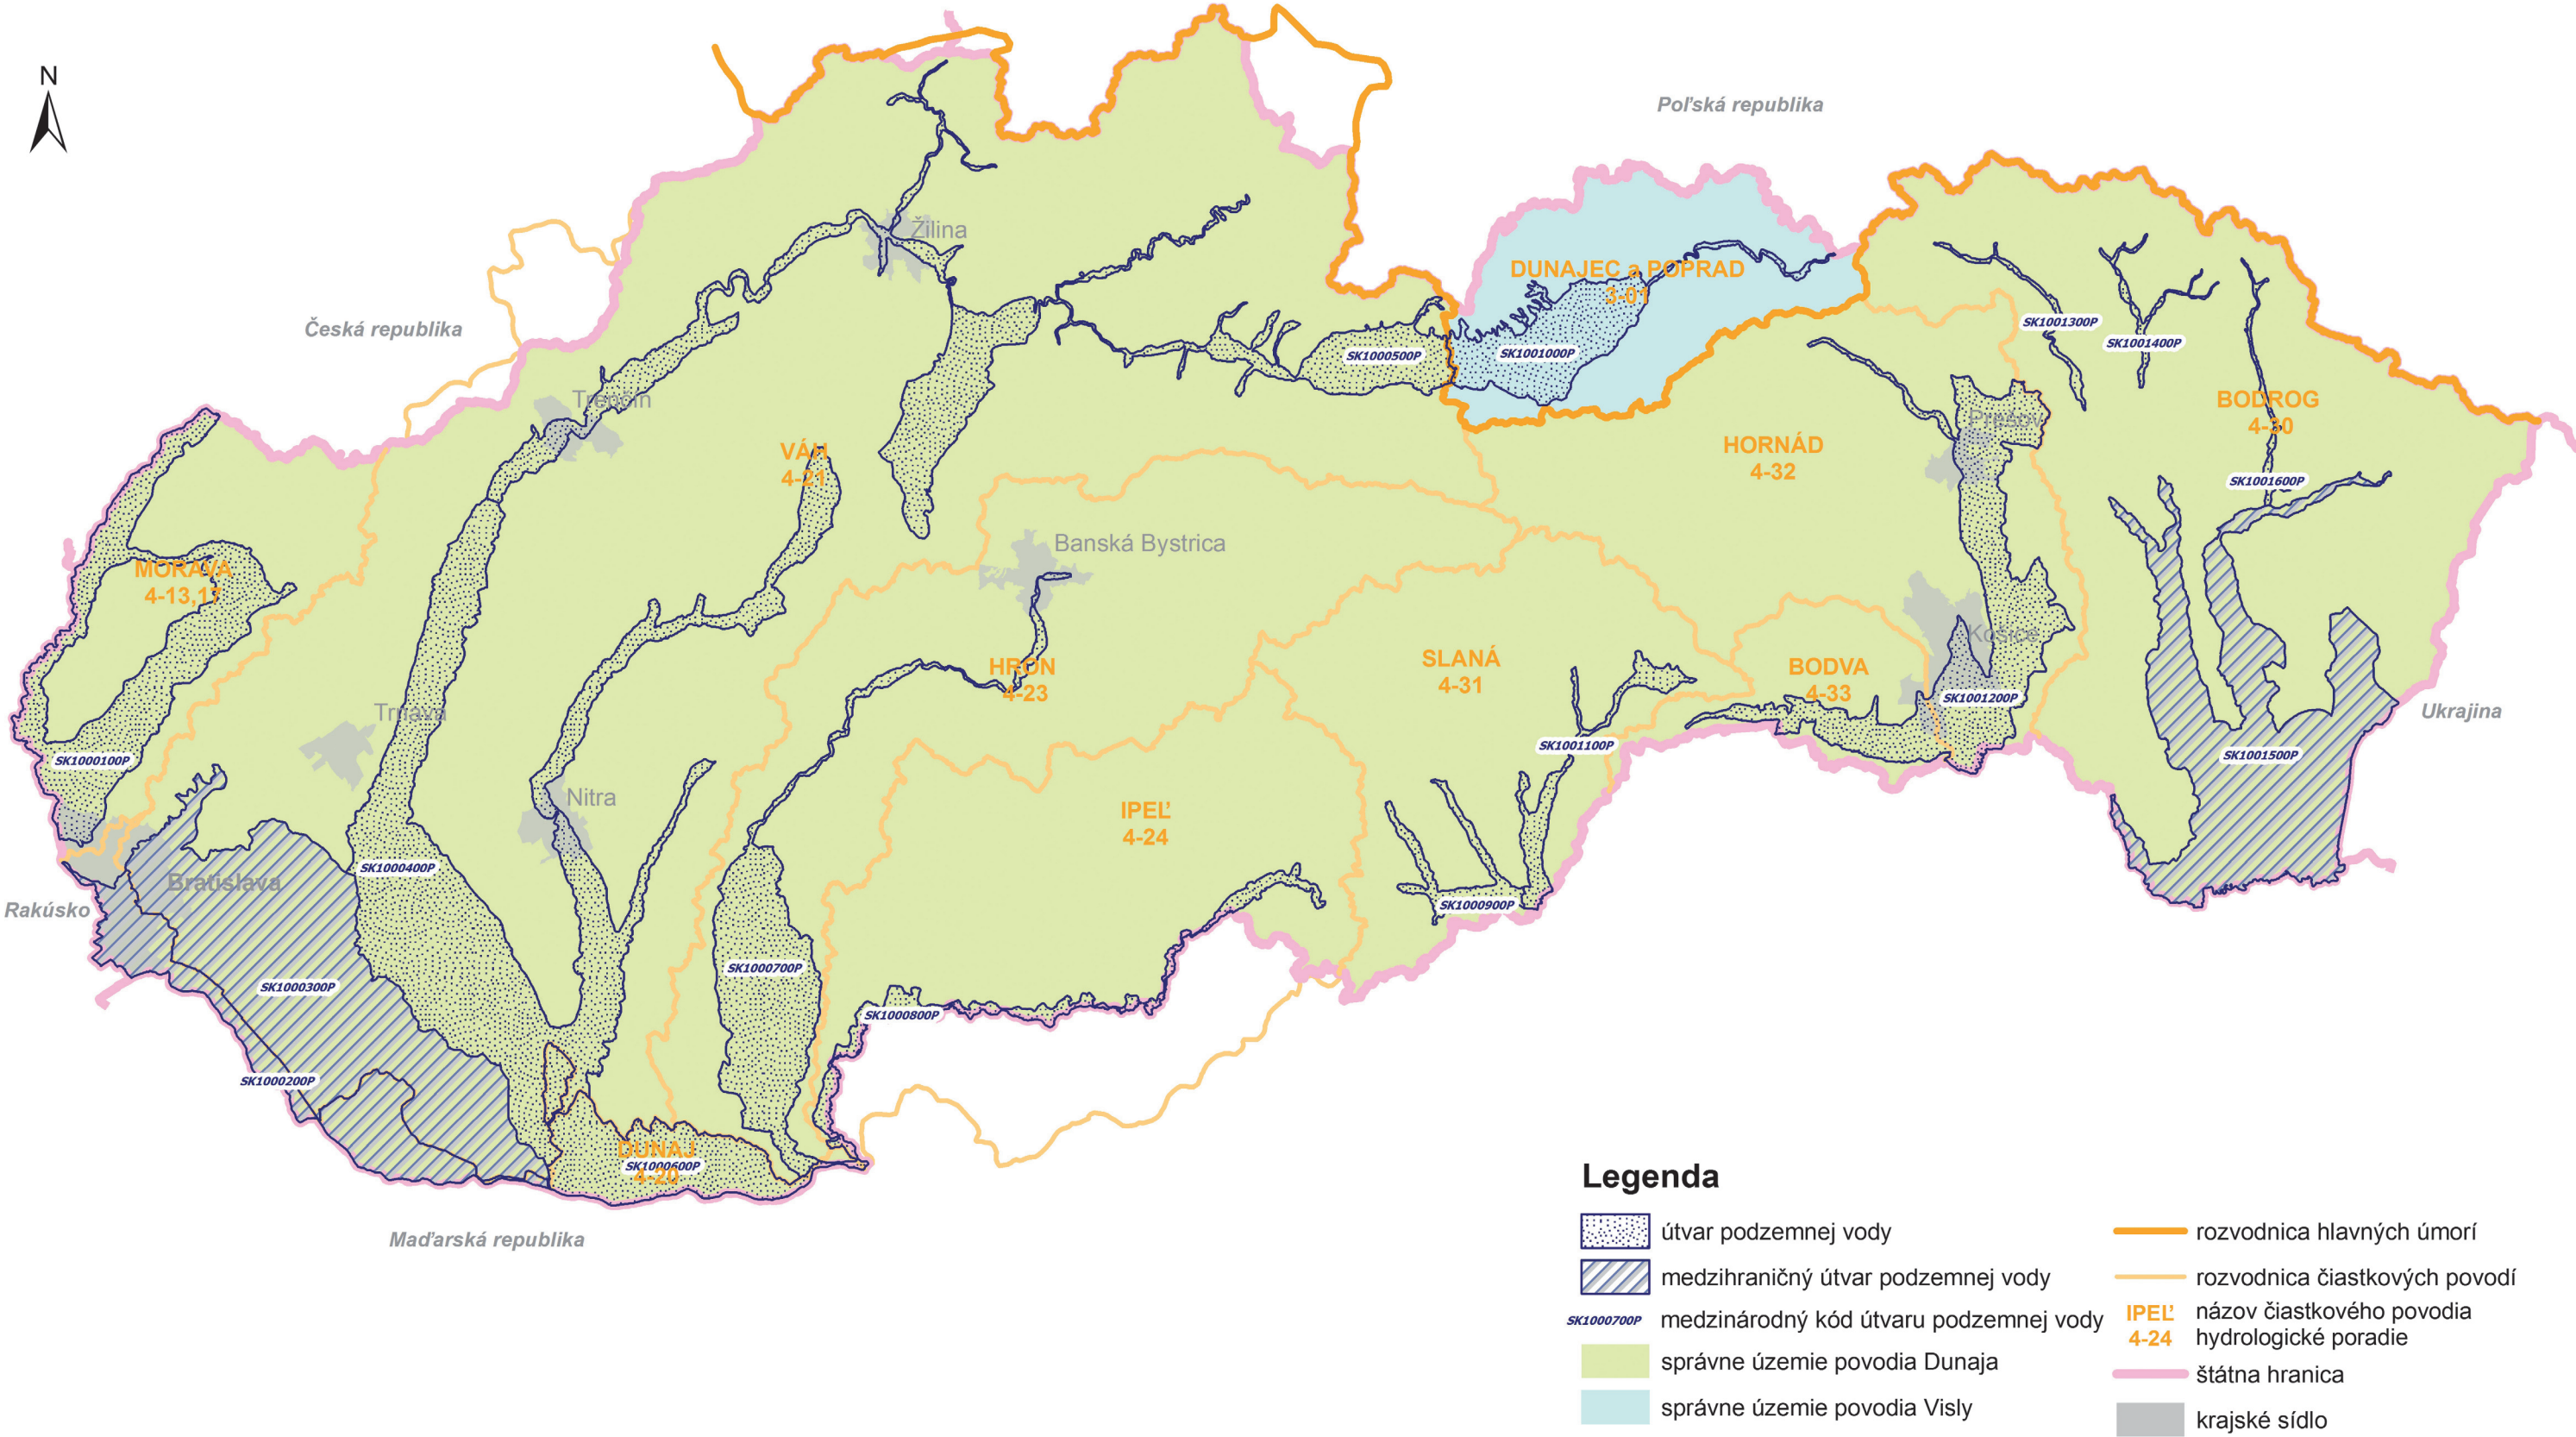 N
Poľská republika
Žilina
DUNAJEC a POPRAD
3-01
SK1001300P
Česká republika
SK1001400P
SK1000500P
SK1001000P
Trenčín
BODROG
4-30
Prešov
HORNÁD
4-32
VÁH
4-21
SK1001600P
Banská Bystrica
MORAVA
4-13,17
Košice
SLANÁ
4-31
HRON
4-23
BODVA
4-33
SK1001200P
Trnava
Ukrajina
SK1001100P
SK1000100P
SK1001500P
Nitra
IPEĽ
4-24
SK1000400P
Bratislava
Rakúsko
SK1000900P
SK1000700P
SK1000300P
SK1000800P
SK1000200P
DUNAJ
SK1000600P
4-20
Maďarská republika
Legenda
útvar podzemnej vody
medzihraničný útvar podzemnej vody
SK1000700P medzinárodný kód útvaru podzemnej vody
správne územie povodia Dunaja
správne územie povodia Visly
rozvodnica hlavných úmorí
rozvodnica čiastkových povodí
IPEĽ názov čiastkového povodia
4-24 hydrologické poradie
štátna hranica
krajské sídlo